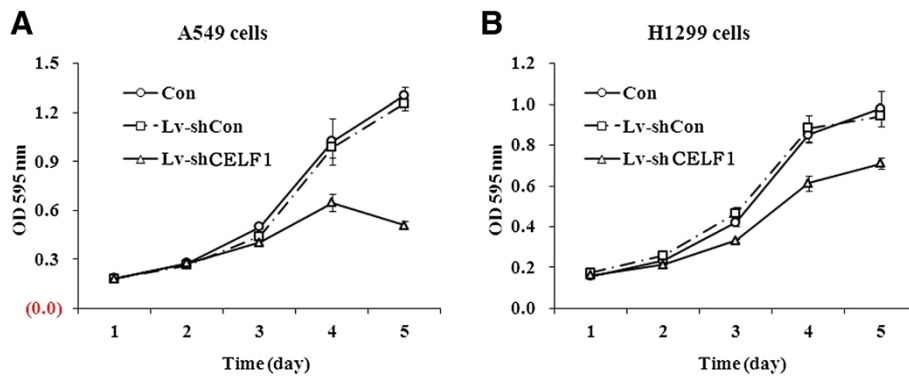 A
A549 cells
1.5
1.2
0.9
0.6
0.3
(0.0)
OD 595 nm
Con
Lv-shCon
Lv-shCELF1
1 2 3 4 5
Time (day)
B
H1299 cells
1.2
1.0
0.8
0.6
0.4
0.2
0.0
OD 595 nm
Con
Lv-shCon
Lv-shCELF1
1 2 3 4 5
Time (day)